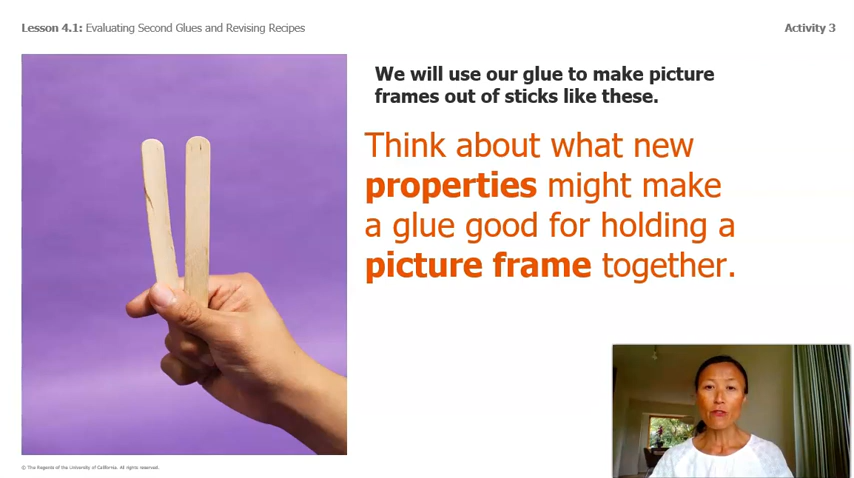 Lesson 4.1: Evaluating Second Glues and Revising Recipes
Activity 3
We will use our glue to make picture
frames out of sticks like these.
Think about what new
properties might make
a glue good for holding a
picture frame together.
© The Regents of the University of California. All rights reserved.